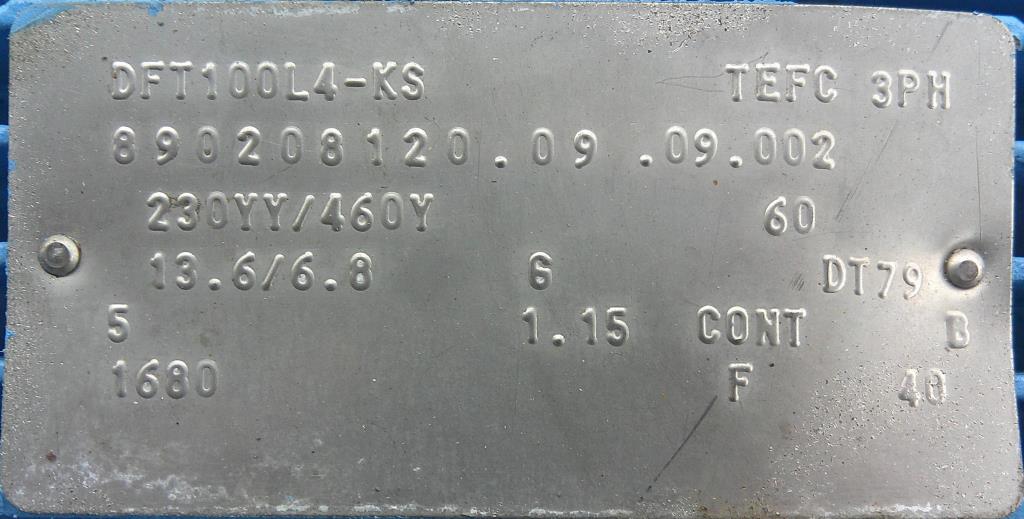 DFT100L4-KS TEFC 3PH
890208120.09 .09.002
230YY/460Y 60
13.6/6.8 G DT79
5 1.15 CONT B
1680 F 40